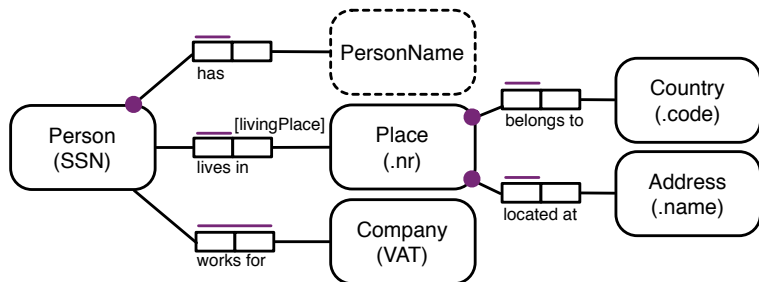 PersonName
has
Country
(.code)
belongs to
Person
(SSN)
[livingPlace]
lives in
Place
(.nr)
Address
(.name)
located at
Company
(VAT)
works for